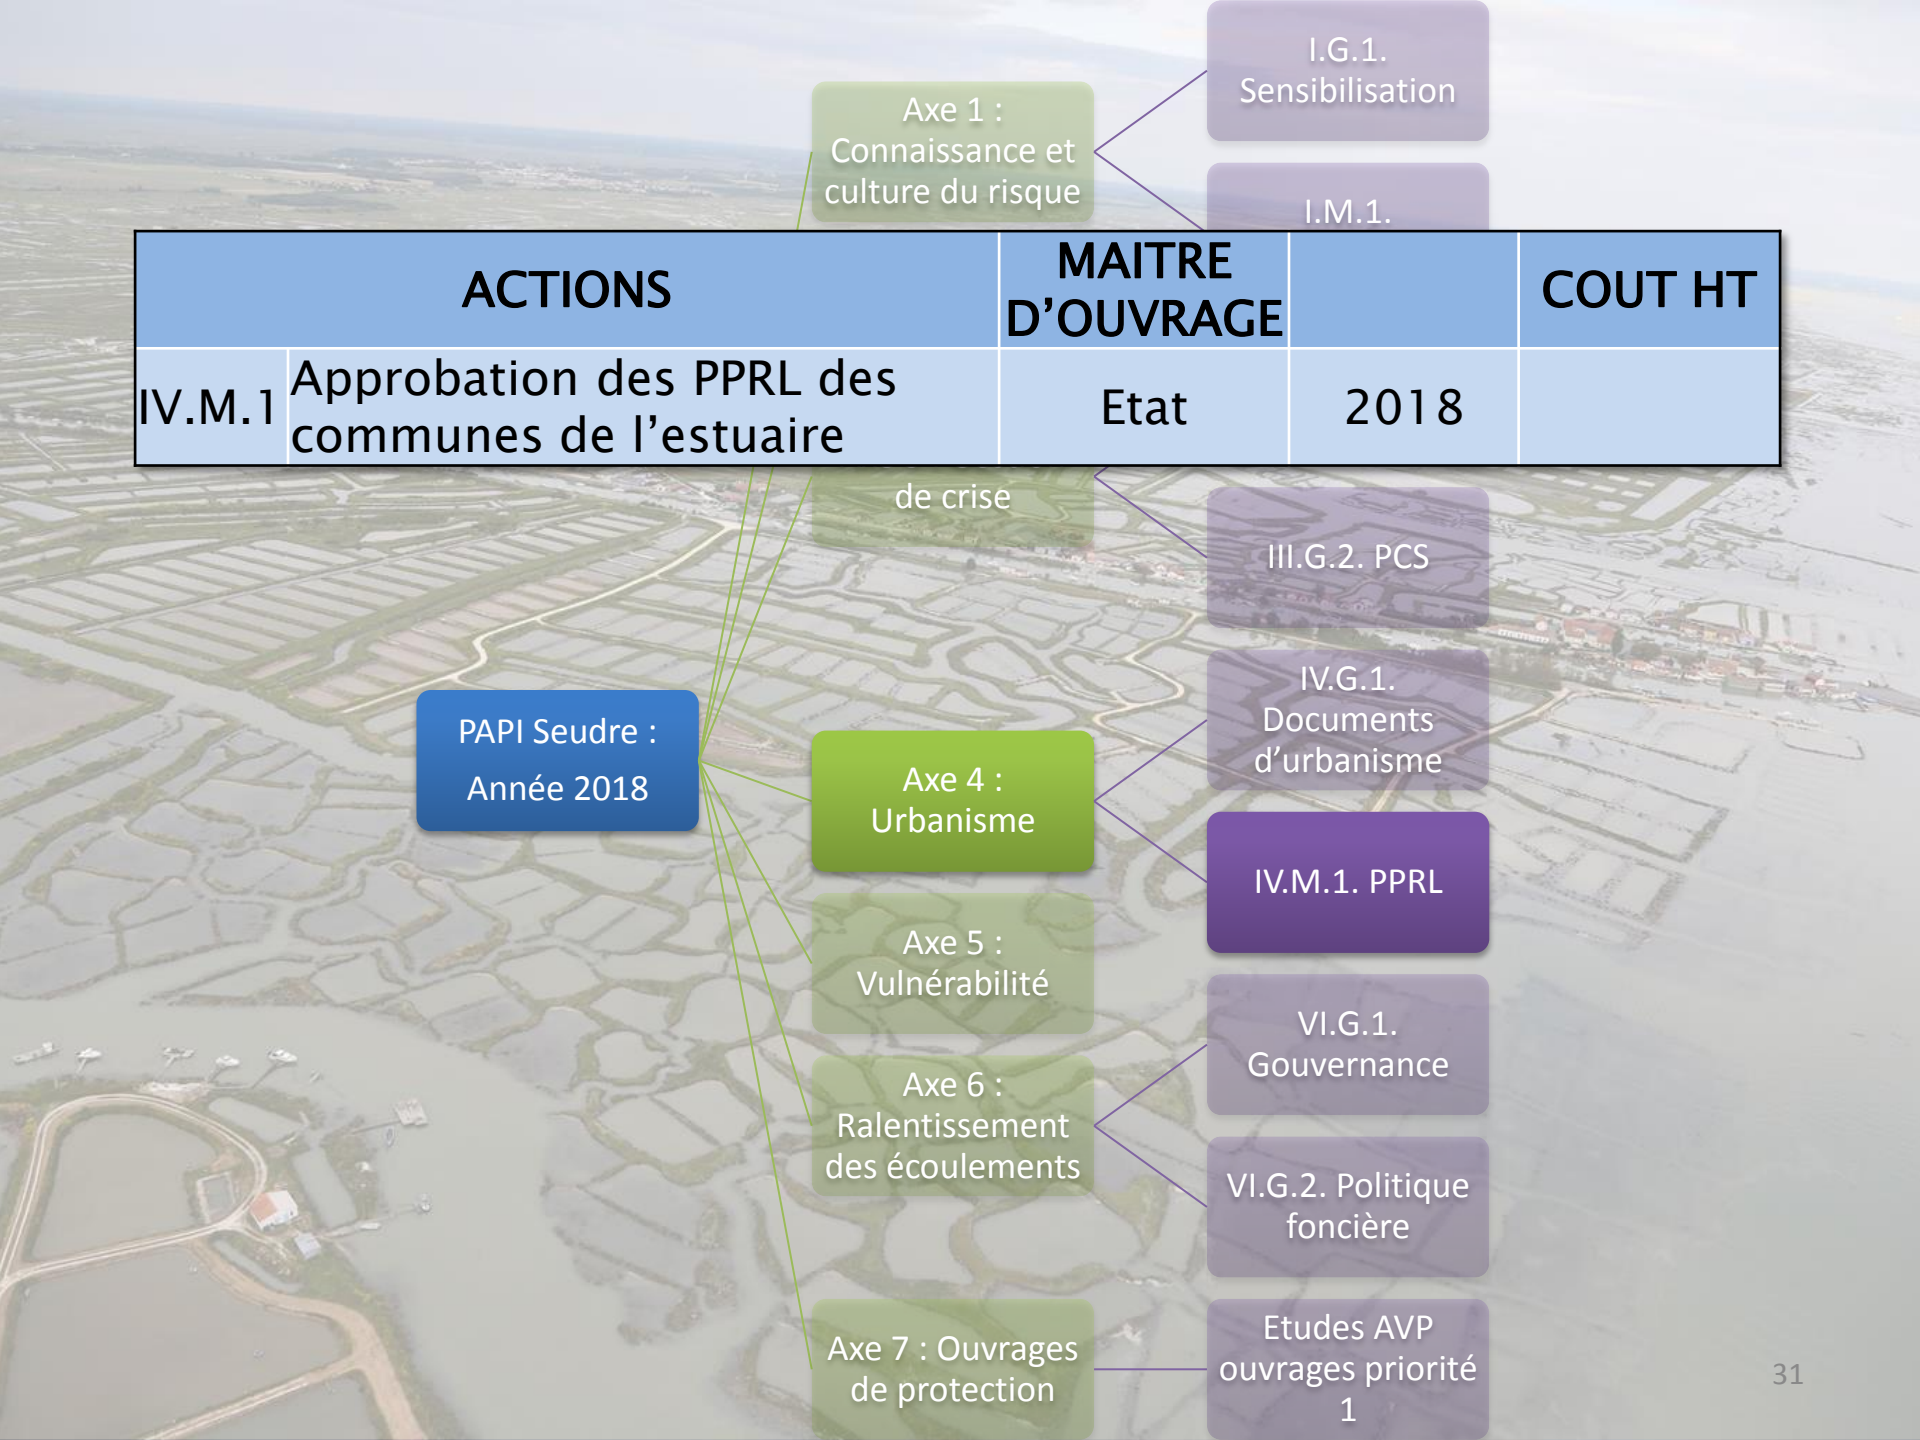 I.G.1.
Sensibilisation
Axe 1 :
Connaissance et
culture du risque
I.M.1.
ACTIONS
MAITRE
D’OUVRAGE
COUT HT
IV.M.1
Approbation des PPRL des
communes de l’estuaire
Etat
2018
de crise
III.G.2. PCS
PAPI Seudre :
Année 2018
Axe 4 :
Urbanisme
IV.G.1.
Documents
d’urbanisme
IV.M.1. PPRL
Axe 5 :
Vulnérabilité
Axe 6 :
Ralentissement
des écoulements
VI.G.1.
Gouvernance
VI.G.2. Politique
foncière
Axe 7 : Ouvrages
de protection
Etudes AVP
ouvrages priorité
1
31